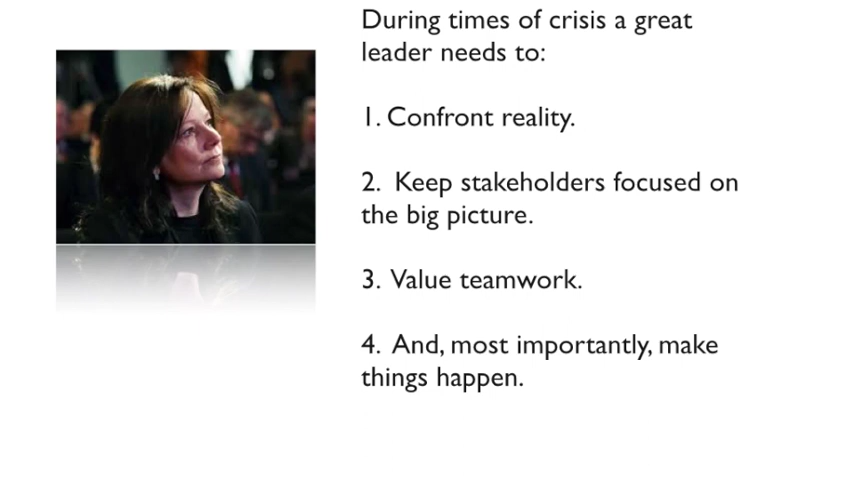 During times of crisis a great
leader needs to:
1. Confront reality.
2. Keep stakeholders focused on
the big picture.
3. Value teamwork.
4. And, most importantly, make
things happen.